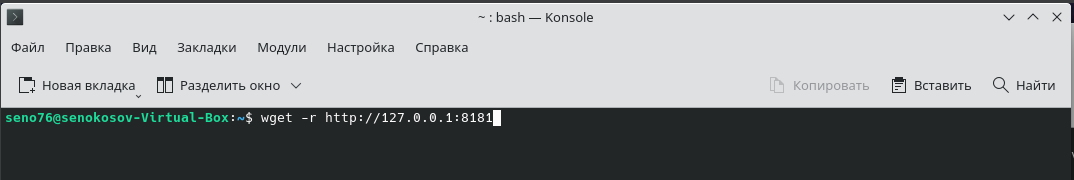 ~ : bash — Konsole
Файл Правка Вид Закладки Модули Настройка Справка
Новая вкладка Разделить окно Копировать Вставить Найти
seno76@senokosov-Virtual-Box:~$ wget -r http://127.0.0.1:8181